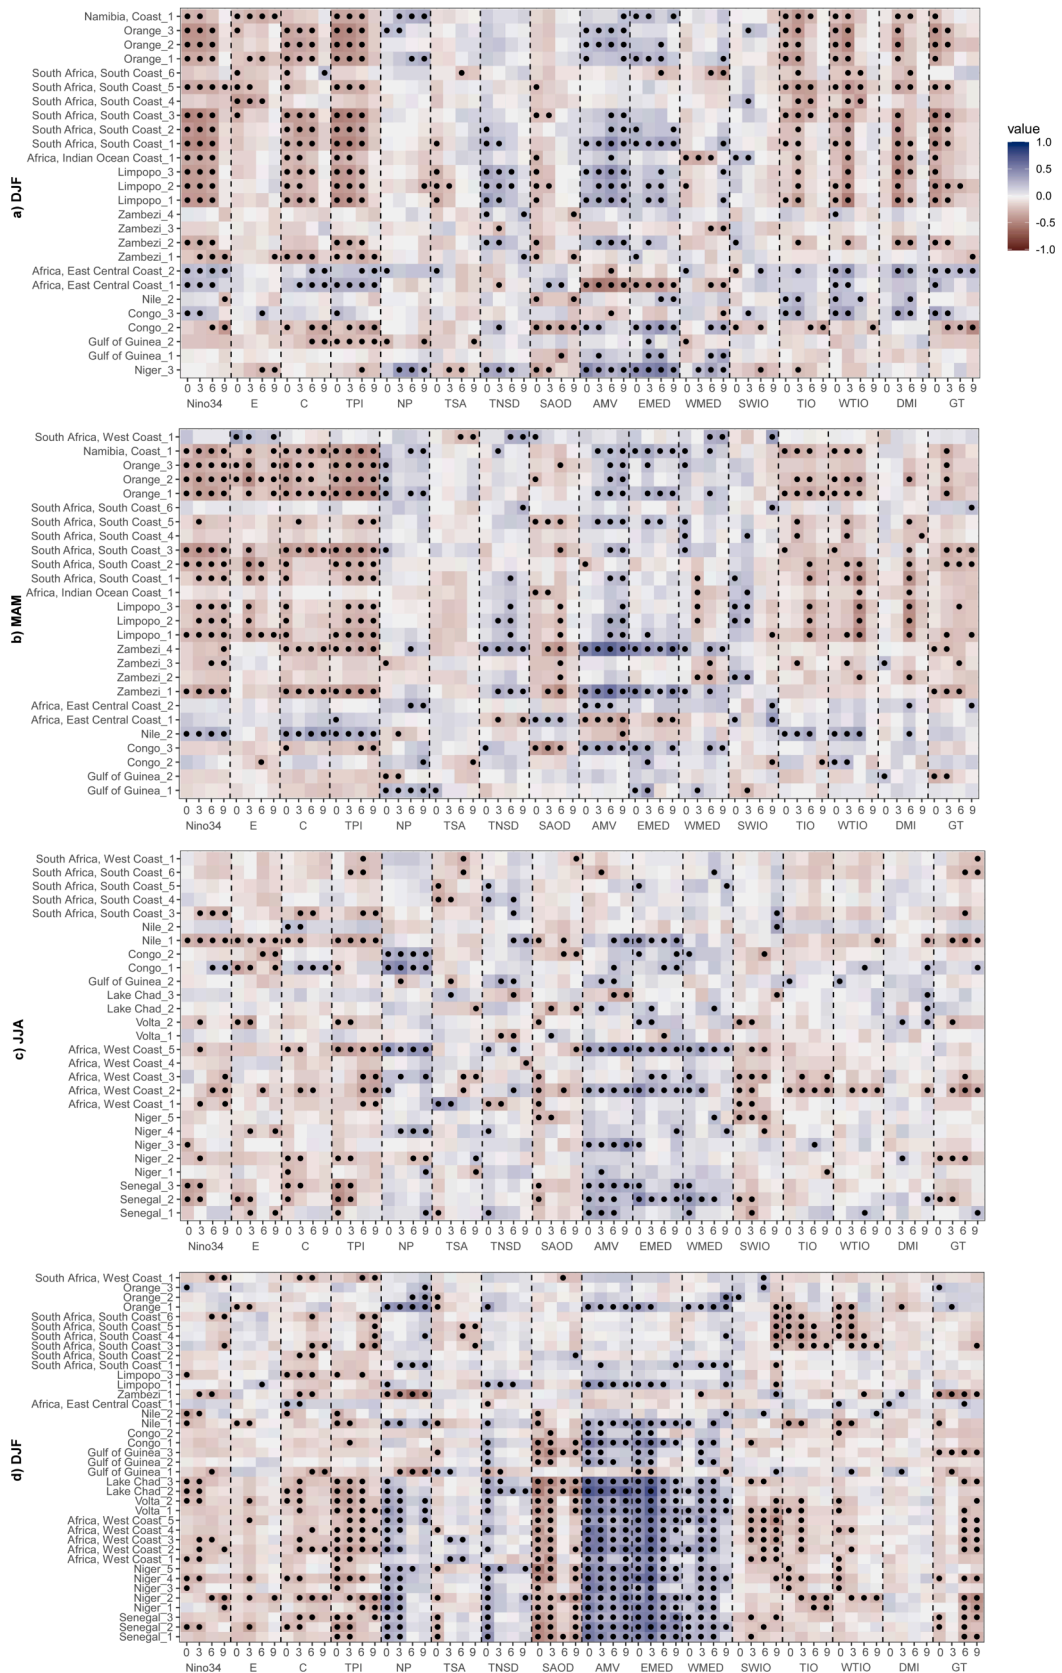 a) DJF
Namibia, Coast_1
Orange_3
Orange_2
Orange_1
South Africa, South Coast_6
South Africa, South Coast_5
South Africa, South Coast_4
South Africa, South Coast_3
South Africa, South Coast_2
South Africa, South Coast_1
Africa, Indian Ocean Coast_1
Limpopo_3
Limpopo_2
Limpopo_1
Zambezi_4
Zambezi_3
Zambezi_2
Zambezi_1
Africa, East Central Coast_2
Africa, East Central Coast_1
Nile_2
Congo_3
Congo_2
Gulf of Guinea_2
Gulf of Guinea_1
Niger_3
0 3 6 9 0 3 6 9 0 3 6 9 0 3 6 9 0 3 6 9 0 3 6 9 0 3 6 9 0 3 6 9 0 3 6 9 0 3 6 9 0 3 6 9 0 3 6 9 0 3 6 9 0 3 6 9 0 3 6 9 0 3 6 9
Nino34 E C TPI NP TSA TNSD SAOD AMV EMED WMED SWIO TIO WTIO DMI GT
value
1.0
0.5
0.0
-0.5
-1.0
b) MAM
South Africa, West Coast_1
Namibia, Coast_1
Orange_3
Orange_2
Orange_1
South Africa, South Coast_6
South Africa, South Coast_5
South Africa, South Coast_4
South Africa, South Coast_3
South Africa, South Coast_2
South Africa, South Coast_1
Africa, Indian Ocean Coast_1
Limpopo_3
Limpopo_2
Limpopo_1
Zambezi_4
Zambezi_3
Zambezi_2
Zambezi_1
Africa, East Central Coast_2
Africa, East Central Coast_1
Nile_2
Congo_3
Congo_2
Gulf of Guinea_2
Gulf of Guinea_1
0 3 6 9 0 3 6 9 0 3 6 9 0 3 6 9 0 3 6 9 0 3 6 9 0 3 6 9 0 3 6 9 0 3 6 9 0 3 6 9 0 3 6 9 0 3 6 9 0 3 6 9 0 3 6 9 0 3 6 9 0 3 6 9
Nino34 E C TPI NP TSA TNSD SAOD AMV EMED WMED SWIO TIO WTIO DMI GT
c) JJA
South Africa, West Coast_1
South Africa, South Coast_6
South Africa, South Coast_5
South Africa, South Coast_4
South Africa, South Coast_3
Nile_2
Nile_1
Congo_2
Congo_1
Gulf of Guinea_2
Lake Chad_3
Lake Chad_2
Volta_2
Volta_1
Africa, West Coast_5
Africa, West Coast_4
Africa, West Coast_3
Africa, West Coast_2
Africa, West Coast_1
Niger_5
Niger_4
Niger_3
Niger_2
Niger_1
Senegal_3
Senegal_2
Senegal_1
0 3 6 9 0 3 6 9 0 3 6 9 0 3 6 9 0 3 6 9 0 3 6 9 0 3 6 9 0 3 6 9 0 3 6 9 0 3 6 9 0 3 6 9 0 3 6 9 0 3 6 9 0 3 6 9 0 3 6 9 0 3 6 9
Nino34 E C TPI NP TSA TNSD SAOD AMV EMED WMED SWIO TIO WTIO DMI GT
d) DJF
South Africa, West Coast_1
Orange_3
Orange_2
Orange_1
South Africa, South Coast_6
South Africa, South Coast_5
South Africa, South Coast_4
South Africa, South Coast_3
South Africa, South Coast_2
South Africa, South Coast_1
Limpopo_3
Limpopo_1
Zambezi_1
Africa, East Central Coast_1
Nile_2
Nile_1
Congo_2
Congo_1
Gulf of Guinea_3
Gulf of Guinea_2
Gulf of Guinea_1
Lake Chad_3
Lake Chad_2
Volta_2
Volta_1
Africa, West Coast_5
Africa, West Coast_4
Africa, West Coast_3
Africa, West Coast_2
Africa, West Coast_1
Niger_5
Niger_4
Niger_3
Niger_2
Niger_1
Senegal_3
Senegal_2
Senegal_1
0 3 6 9 0 3 6 9 0 3 6 9 0 3 6 9 0 3 6 9 0 3 6 9 0 3 6 9 0 3 6 9 0 3 6 9 0 3 6 9 0 3 6 9 0 3 6 9 0 3 6 9 0 3 6 9 0 3 6 9 0 3 6 9
Nino34 E C TPI NP TSA TNSD SAOD AMV EMED WMED SWIO TIO WTIO DMI GT